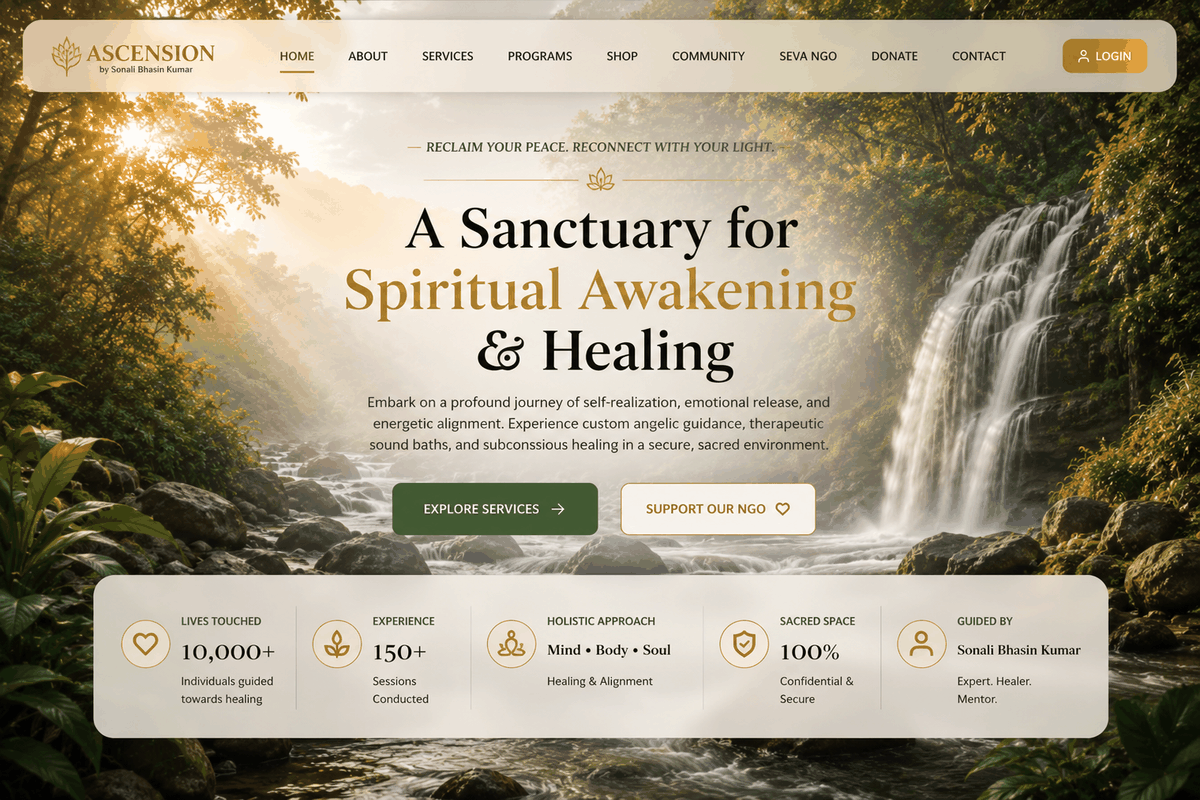 ASCENSION
by Sonali Bhasin Kumar
HOME
ABOUT
SERVICES
PROGRAMS
SHOP
COMMUNITY
SEVA NGO
DONATE
CONTACT
LOGIN
— RECLAIM YOUR PEACE. RECONNECT WITH YOUR LIGHT. —
A Sanctuary for
Spiritual Awakening
& Healing
Embark on a profound journey of self-realization, emotional release, and
energetic alignment. Experience custom angelic guidance, therapeutic
sound baths, and subconssious healing in a secure, sacred environment.
EXPLORE SERVICES →
SUPPORT OUR NGO
LIVES TOUCHED
10,000+
Individuals guided
towards healing
EXPERIENCE
150+
Sessions
Conducted
HOLISTIC APPROACH
Mind • Body • Soul
Healing & Alignment
SACRED SPACE
100%
Confidential &
Secure
GUIDED BY
Sonali Bhasin Kumar
Expert. Healer.
Mentor.